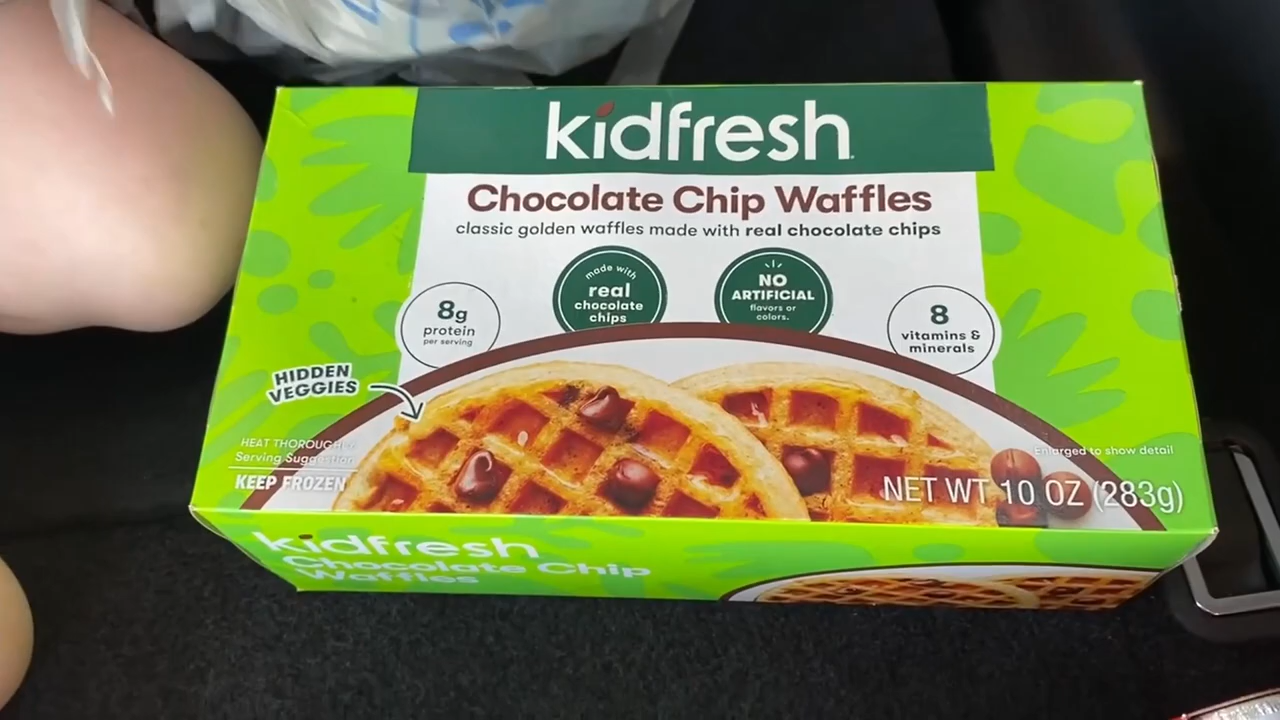 kidfresh
Chocolate Chip Waffles
classic golden waffles made with real chocolate chips
made with
real
chocolate
chips
NO
ARTIFICIAL
flavors or
colors.
8g
protein
per serving
8
vitamins &
minerals
HIDDEN
VEGGIES
HEAT THOROUGHLY
Serving Suggestion
KEEP FROZEN
Enlarged to show detail
NET WT 10 OZ (283g)
kidfresh
Chocolate Chip
Waffles